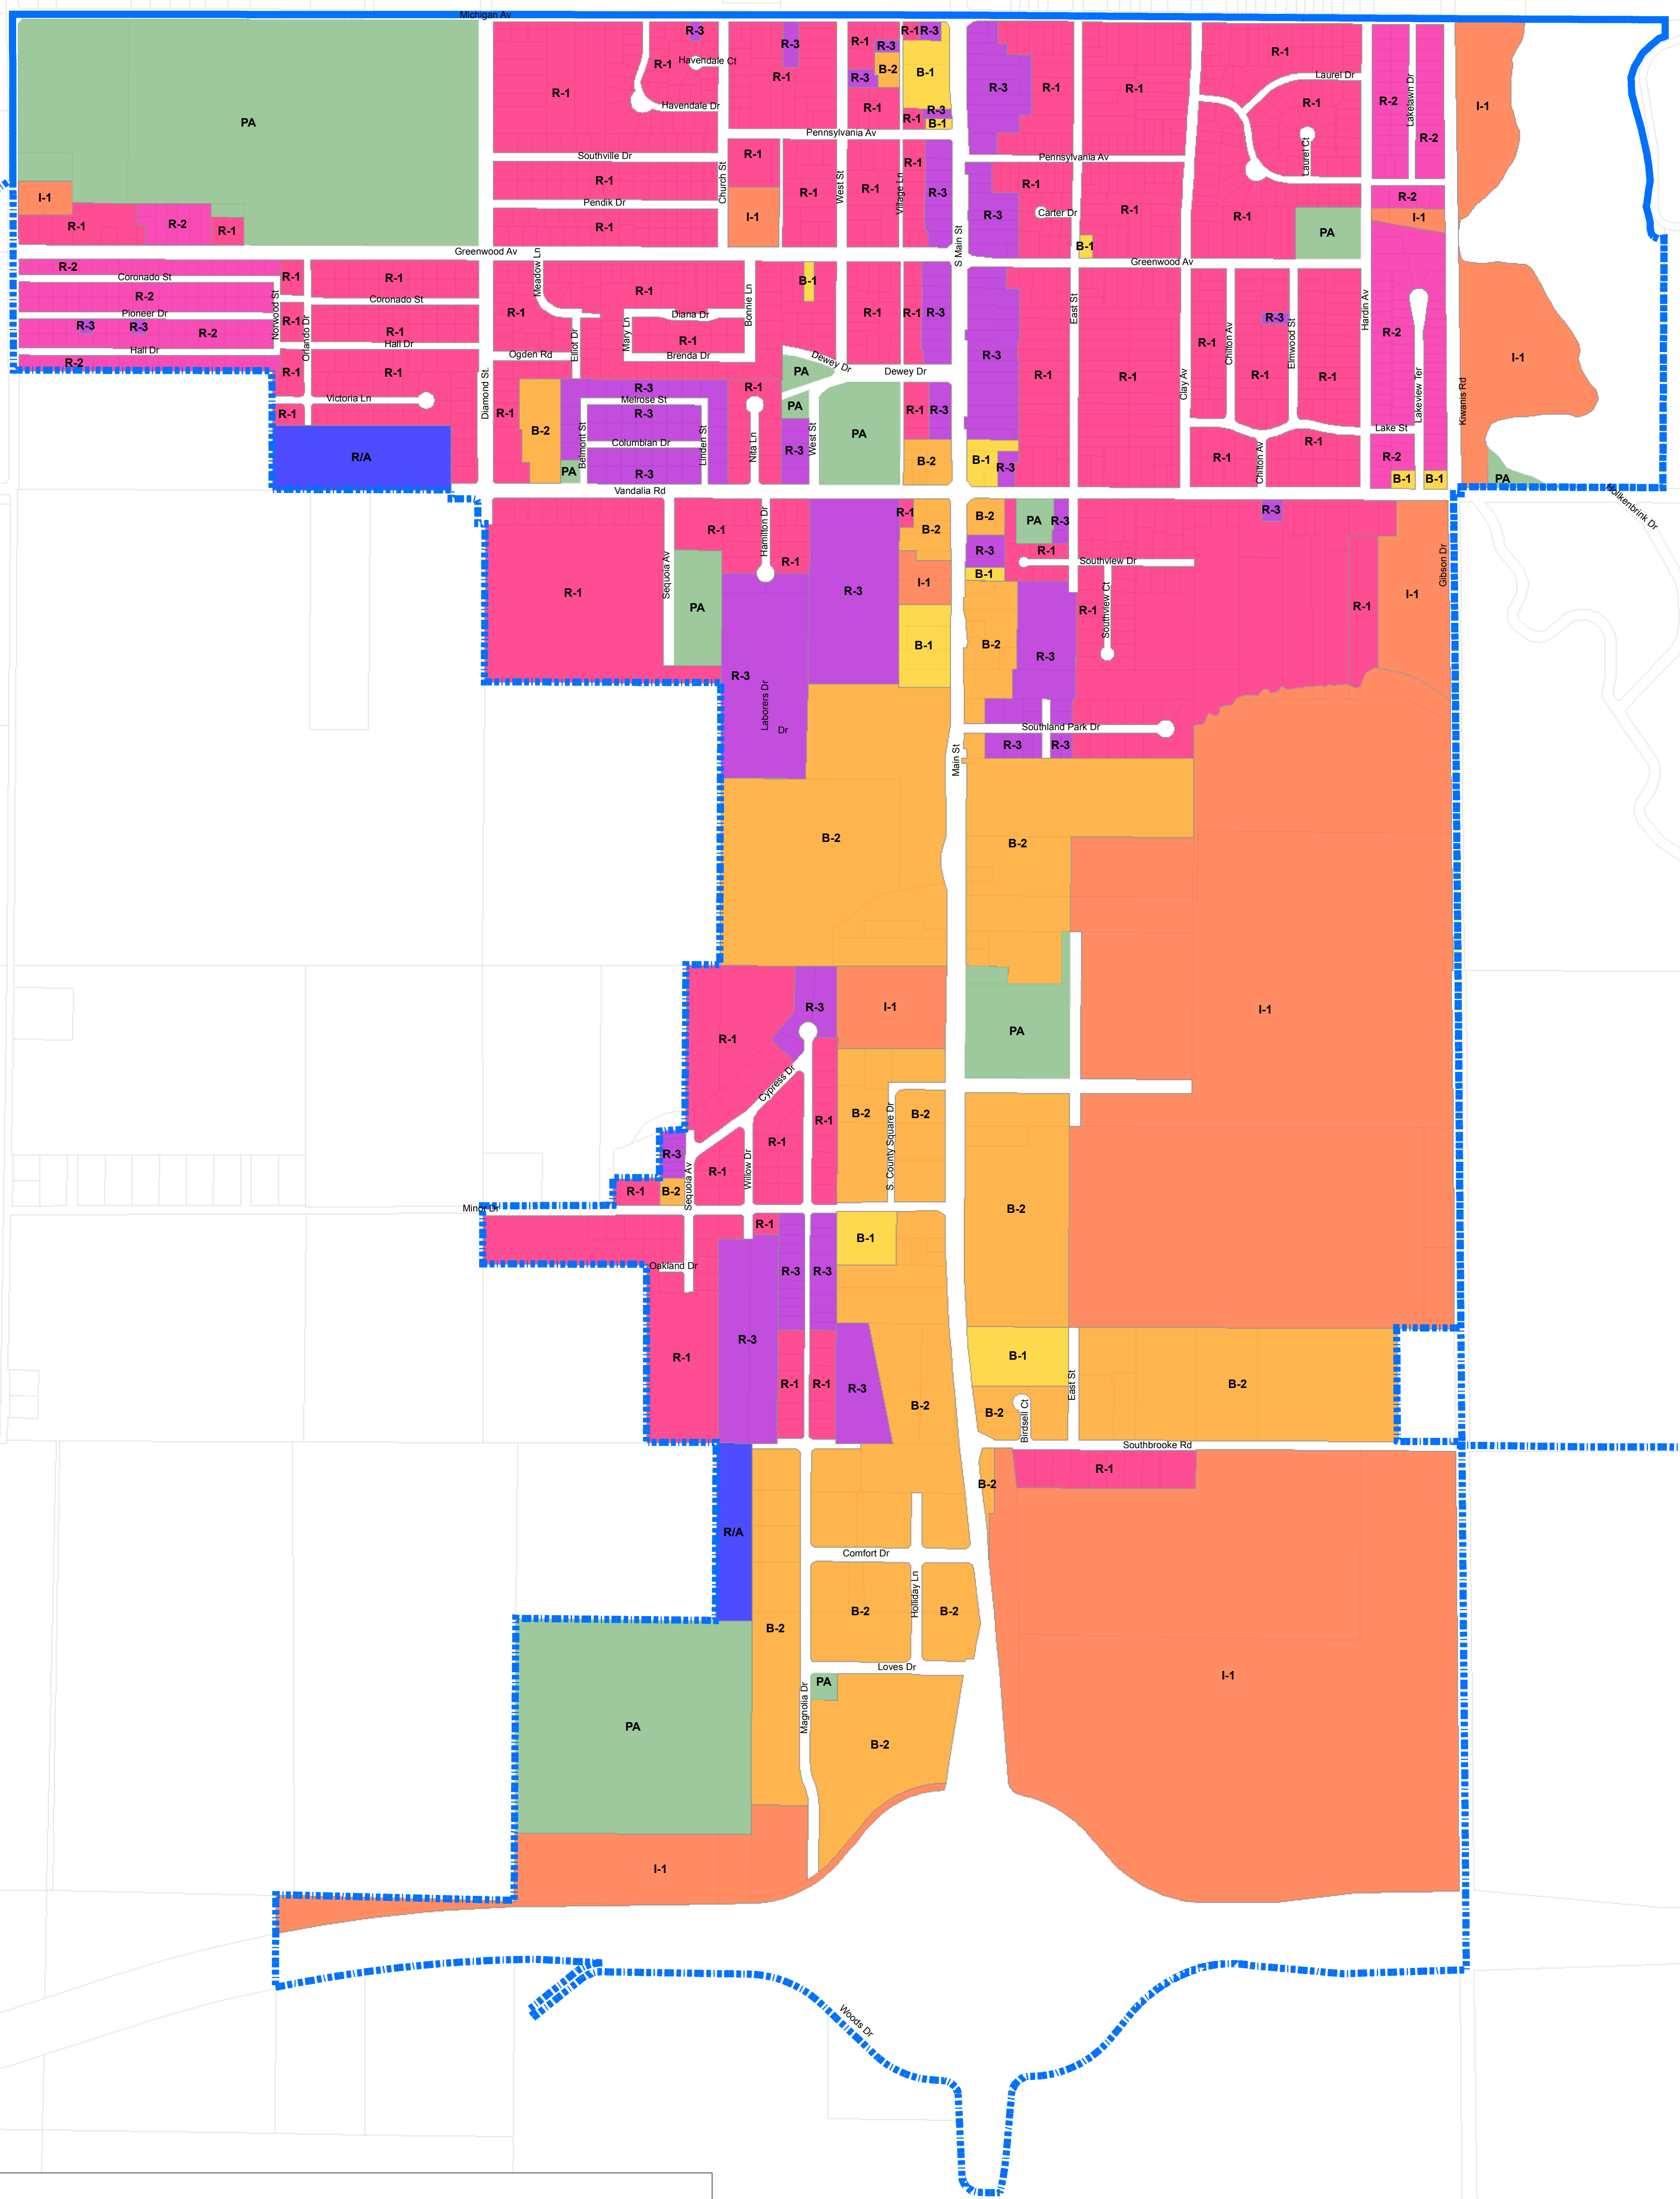 Michigan Av
R-3
R-3
R-1
R-3
R-1
R-3
R-1
R-1
Havendale Ct
R-1
R-3
B-2
B-1
R-3
R-1
Havendale Dr
R-1
R-3
R-1
R-1
B-1
Pennsylvania Av
PA
R-3
R-1
R-1
R-1
Laurel Dr
R-1
Laurel Ct
R-2
Lakelawn Dr
R-2
I-1
Pennsylvania Av
Southville Dr
R-1
R-1
Church St
Pendik Dr
R-1
I-1
R-1
West St
R-1
Village Ln
R-1
R-3
S Main St
R-3
R-1
Carter Dr
R-1
B-1
R-1
PA
R-2
I-1
I-1
R-1
R-2
R-1
Greenwood Av
Greenwood Av
R-2
Coronado St
R-2
Pioneer Dr
R-3
R-3
R-2
Hall Dr
R-2
Norwood St
R-1
R-1
R-1
R-1
Orlando Dr
R-1
Coronado St
R-1
Hall Dr
R-1
Victoria Ln
R/A
Diamond St.
Meadow Ln
R-1
R-1
Diana Dr
R-1
Mary Ln
Elliot Dr
Ogden Rd
Brenda Dr
Bonnie Ln
B-1
R-1
R-1
R-3
Dewey Dr
Dewey Dr
PA
R-1
B-2
R-3
Melrose St
R-3
Columbian Dr
R-3
Belmont St
Linden St
PA
R-1
Nita Ln
PA
R-3
West St
PA
R-1
R-3
B-2
R-3
East St
R-1
R-1
B-1
R-3
Clay Av
R-1
Chilton Av
R-3
R-1
Elmwood St
R-1
Hardin Av
R-2
Lakeview Ter
Kiwanis Rd
I-1
Lake St
R-1
Chilton Av
R-1
R-2
B-1
B-1
PA
Hollkenbrink Dr
Vandalia Rd
R-1
Sequoia Av
R-1
Hamilton Dr
R-1
PA
R-3
R-1
B-2
I-1
B-1
R-3
Laborers Dr
Dr
B-2
R-3
B-1
PA
R-3
R-1
Southview Dr
R-3
B-2
R-3
R-1
Southview Ct
R-1
I-1
Gibson Dr
Southland Park Dr
R-3
R-3
Main St
B-2
B-2
I-1
R-1
R-3
I-1
PA
Cypress Dr
R-1
R-1
B-2
S. County Square Dr
B-2
R-3
R-1
Willow Dr
Sequoia Av
R-1
B-2
Minor Dr
B-2
R-1
B-1
Oakland Dr
R-3
R-3
R-3
R-1
R-1
R-1
R-3
B-2
B-1
B-2
Birdsell Ct
East St
B-2
Southbrooke Rd
R-1
B-2
R/A
Comfort Dr
B-2
Holliday Ln
B-2
B-2
Loves Dr
PA
Magnolia Dr
PA
B-2
I-1
I-1
Woods Dr